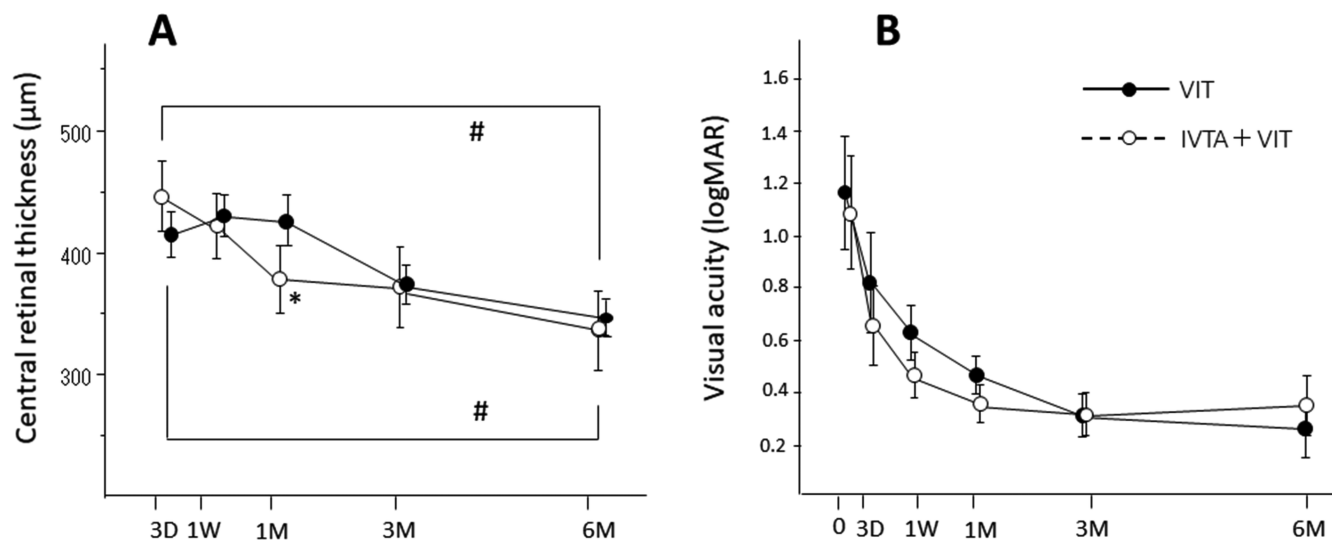 A
Central retinal thickness (μm)
500
400
300
#
*
#
3D 1W 1M 3M 6M
B
Visual acuity (logMAR)
1.6
1.4
1.2
1.0
0.8
0.6
0.4
0.2
VIT
IVTA + VIT
0 3D 1W 1M 3M 6M